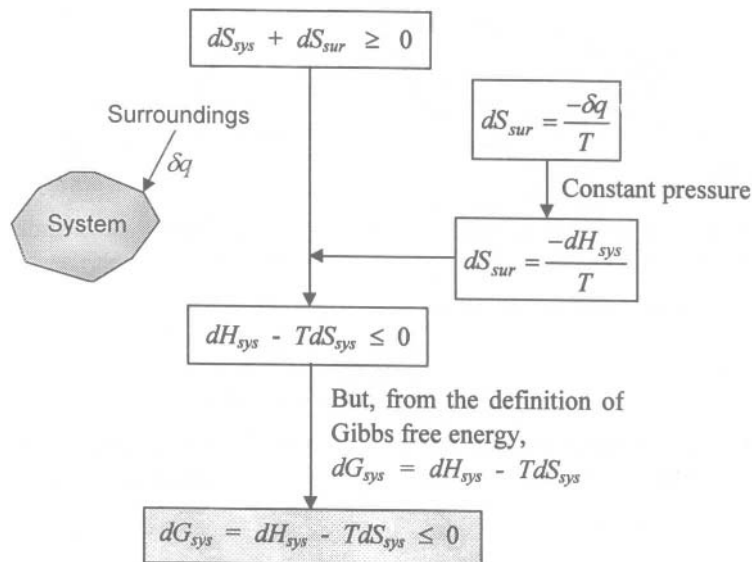 dS_sys + dS_sur ≥ 0
Surroundings
δq
System
dS_sur = -δq / T
Constant pressure
dS_sur = -dH_sys / T
dH_sys - TdS_sys ≤ 0
But, from the definition of
Gibbs free energy,
dG_sys = dH_sys - TdS_sys
dG_sys = dH_sys - TdS_sys ≤ 0